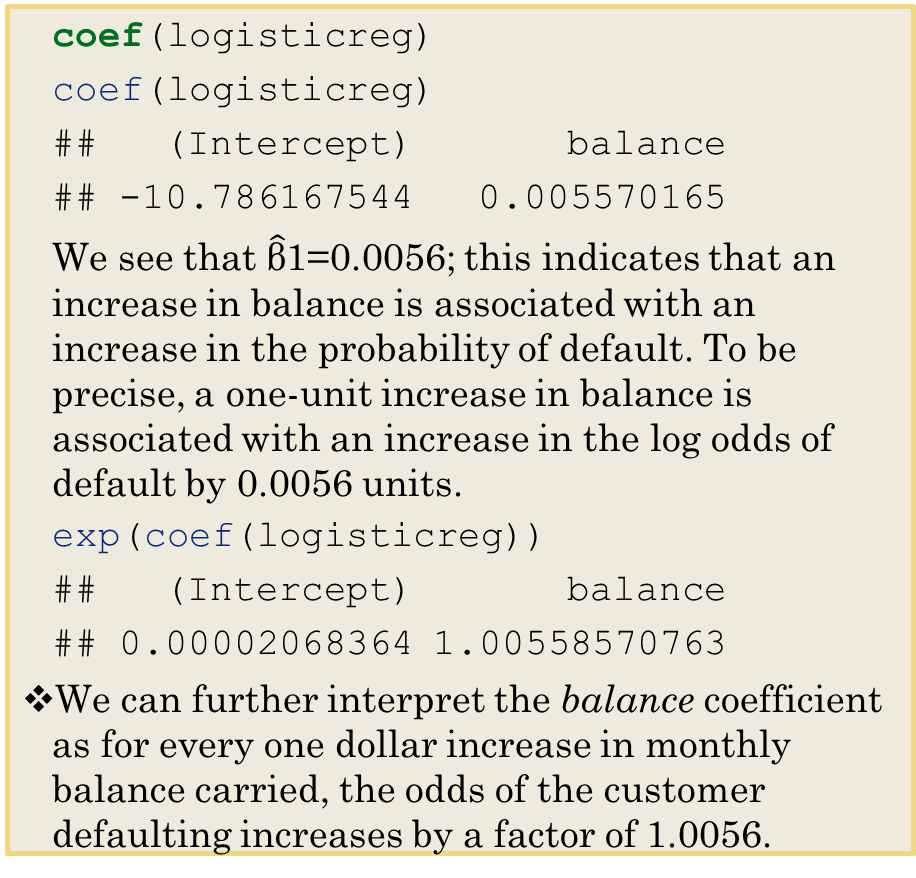 coef(logisticreg)
coef(logisticreg)
## (Intercept) balance
## -10.786167544 0.005570165
We see that β̂1=0.0056; this indicates that an
increase in balance is associated with an
increase in the probability of default. To be
precise, a one-unit increase in balance is
associated with an increase in the log odds of
default by 0.0056 units.
exp(coef(logisticreg))
## (Intercept) balance
## 0.00002068364 1.00558570763
❖We can further interpret the balance coefficient
as for every one dollar increase in monthly
balance carried, the odds of the customer
defaulting increases by a factor of 1.0056.